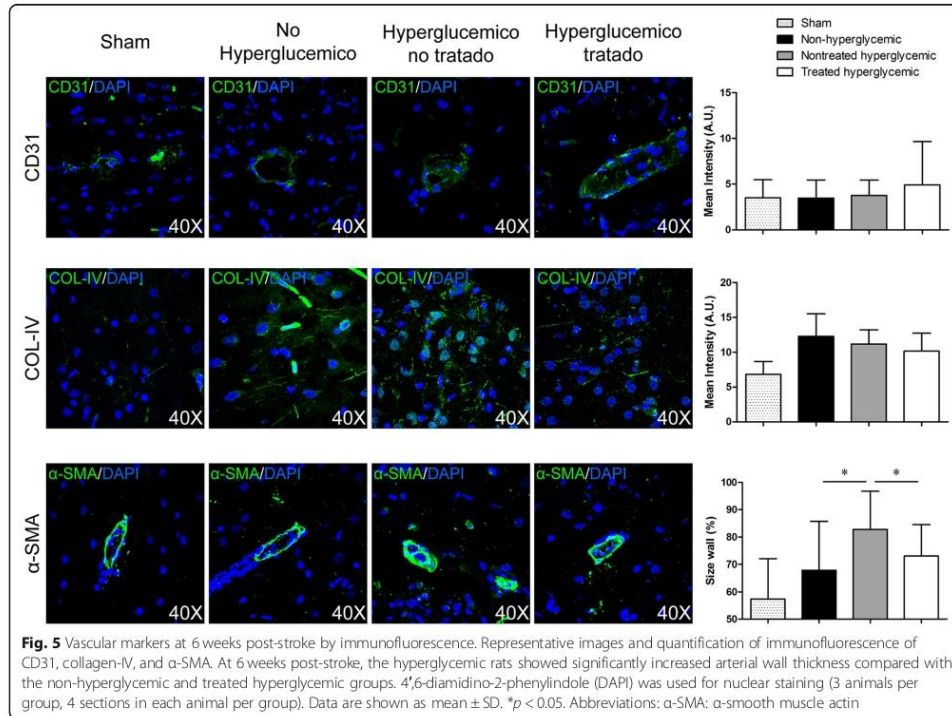 Sham
No
Hyperglucemico
Hyperglucemico
no tratado
Hyperglucemico
tratado
Sham
Non-hyperglycemic
Nontreated hyperglycemic
Treated hyperglycemic
CD31
CD31/DAPI
40X
CD31/DAPI
40X
CD31/DAPI
40X
CD31/DAPI
40X
Mean Intensity (A.U.)
15
10
5
0
COL-IV
COL-IV/DAPI
40X
COL-IV/DAPI
40X
COL-IV/DAPI
40X
COL-IV/DAPI
40X
Mean Intensity (A.U.)
20
15
10
5
0
α-SMA
α-SMA/DAPI
40X
α-SMA/DAPI
40X
α-SMA/DAPI
40X
α-SMA/DAPI
40X
Size wall (%)
100
90
80
70
60
50
* *
Fig. 5 Vascular markers at 6 weeks post-stroke by immunofluorescence. Representative images and quantification of immunofluorescence of
CD31, collagen-IV, and α-SMA. At 6 weeks post-stroke, the hyperglycemic rats showed significantly increased arterial wall thickness compared with
the non-hyperglycemic and treated hyperglycemic groups. 4′,6-diamidino-2-phenylindole (DAPI) was used for nuclear staining (3 animals per
group, 4 sections in each animal per group). Data are shown as mean ± SD. *p < 0.05. Abbreviations: α-SMA: α-smooth muscle actin